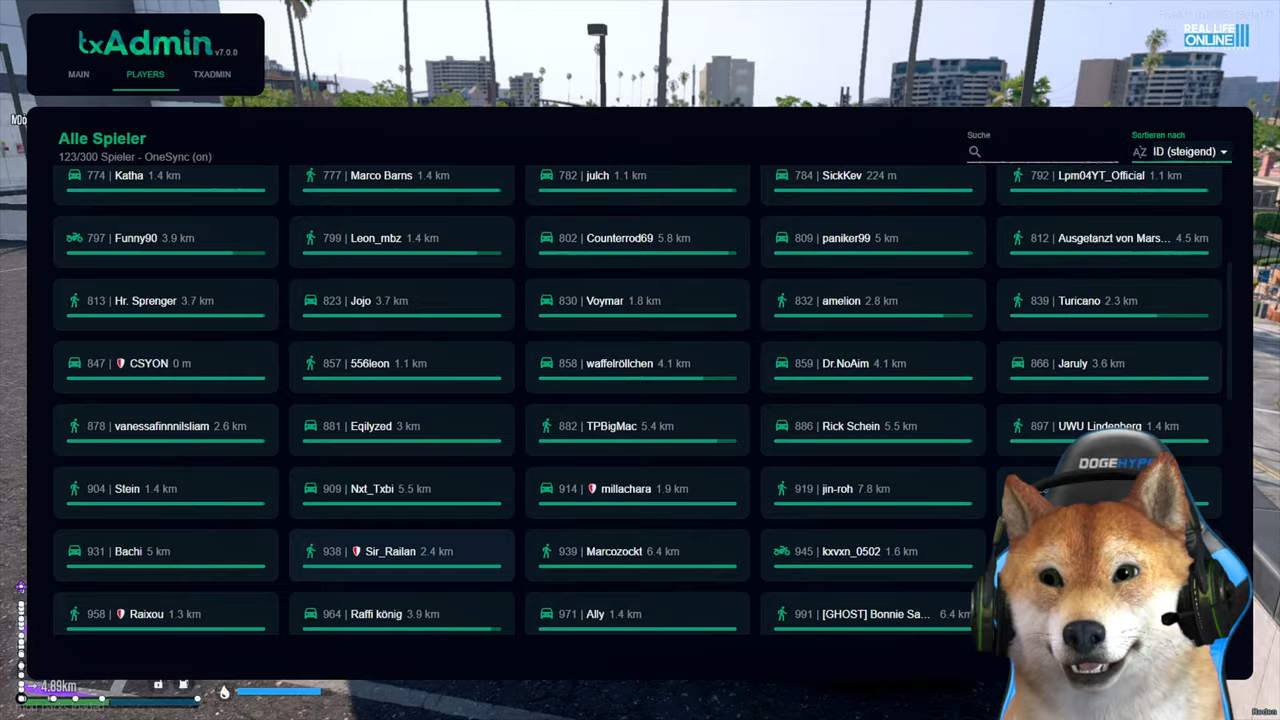 txAdmin v7.0.0
MAIN PLAYERS TXADMIN
REAL LIFE
ONLINE
Alle Spieler
123/300 Spieler - OneSync (on)
Suche
Sortieren nach
ID (steigend)
774 | Katha 1.4 km
777 | Marco Barns 1.4 km
782 | julch 1.1 km
784 | SickKev 224 m
792 | Lpm04YT_Official 1.1 km
797 | Funny90 3.9 km
799 | Leon_mbz 1.4 km
802 | Counterrod69 5.8 km
809 | paniker99 5 km
812 | Ausgetanzt von Mars... 4.5 km
813 | Hr. Sprenger 3.7 km
823 | Jojo 3.7 km
830 | Voymar 1.8 km
832 | amelion 2.8 km
839 | Turicano 2.3 km
847 | CSYON 0 m
857 | 556leon 1.1 km
858 | waffelröllchen 4.1 km
859 | Dr.NoAim 4.1 km
866 | Jaruly 3.6 km
878 | vanessafinnnilsliam 2.6 km
881 | Eqilyzed 3 km
882 | TPBigMac 5.4 km
886 | Rick Schein 5.5 km
897 | UWU Lindenberg 1.4 km
904 | Stein 1.4 km
909 | Nxt_Txbi 5.5 km
914 | millachara 1.9 km
919 | jin-roh 7.8 km
931 | Bachi 5 km
938 | Sir_Railan 2.4 km
939 | Marcozockt 6.4 km
945 | kxvxn_0502 1.6 km
958 | Raixou 1.3 km
964 | Raffi könig 3.9 km
971 | Ally 1.4 km
991 | [GHOST] Bonnie Sa... 6.4 km
DOGEHYPE
4.89km
Reden